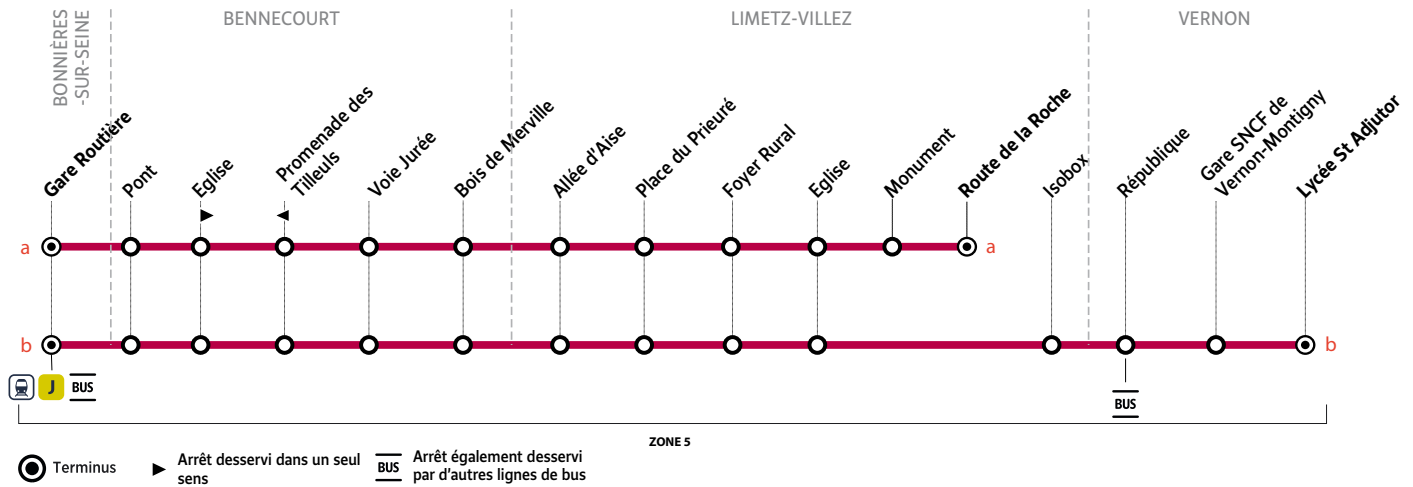 BONNIÈRES
-SUR-SEINE
BENNECOURT
LIMETZ-VILLEZ
VERNON
Gare Routière
Pont
Eglise
Promenade des
Tilleuls
Voie Jurée
Bois de Merville
Allée d'Aise
Place du Prieuré
Foyer Rural
Eglise
Monument
Route de la Roche
Isobox
République
Gare SNCF de
Vernon-Montigny
Lycée St Adjutor
a
a
b
b
J
BUS
BUS
ZONE 5
Terminus
Arrêt desservi dans un seul
sens
BUS
Arrêt également desservi
par d'autres lignes de bus